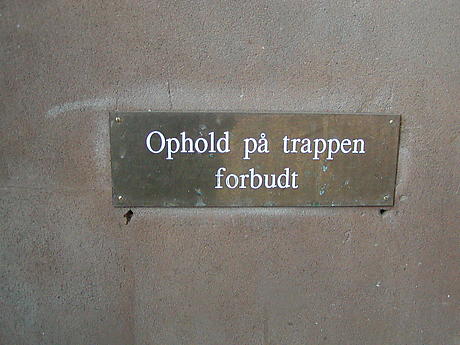 Ophold på trappen
forbudt